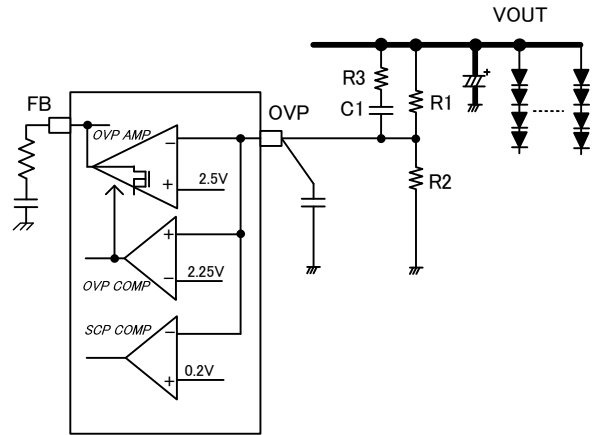 VOUT
R3
FB
OVP
C1
R1
OVP AMP
−
+
2.5V
R2
+
2.25V
−
OVP COMP
SCP COMP
−
0.2V
+
+